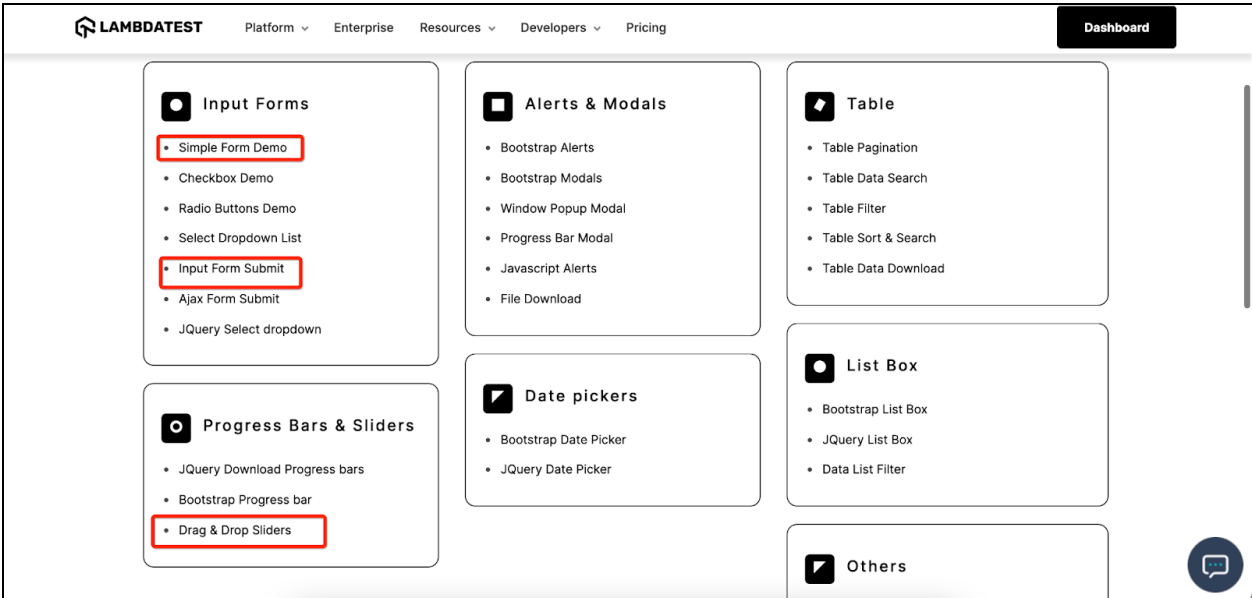 LAMBDATEST Platform Enterprise Resources Developers Pricing Dashboard
Input Forms
Simple Form Demo
Checkbox Demo
Radio Buttons Demo
Select Dropdown List
Input Form Submit
Ajax Form Submit
JQuery Select dropdown
Progress Bars & Sliders
JQuery Download Progress bars
Bootstrap Progress bar
Drag & Drop Sliders
Alerts & Modals
Bootstrap Alerts
Bootstrap Modals
Window Popup Modal
Progress Bar Modal
Javascript Alerts
File Download
Date pickers
Bootstrap Date Picker
JQuery Date Picker
Table
Table Pagination
Table Data Search
Table Filter
Table Sort & Search
Table Data Download
List Box
Bootstrap List Box
JQuery List Box
Data List Filter
Others